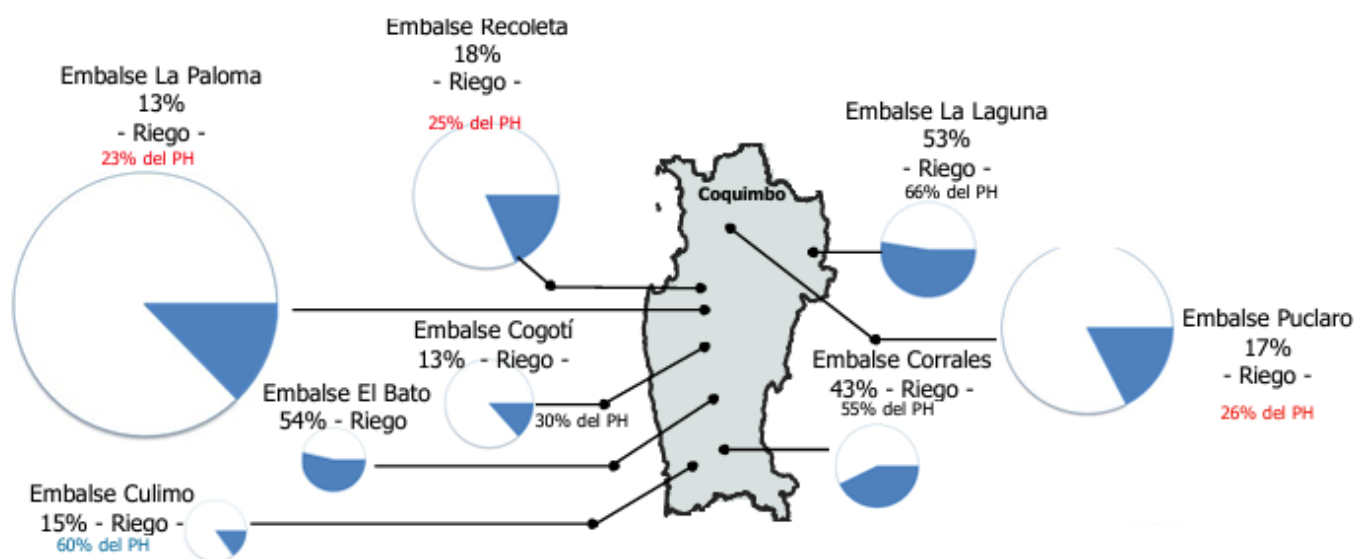 Embalse La Paloma
13%
- Riego -
23% del PH
Embalse Recoleta
18%
- Riego -
25% del PH
Embalse La Laguna
53%
- Riego -
66% del PH
Coquimbo
Embalse Puclaro
17%
- Riego -
26% del PH
Embalse Cogotí
13% - Riego -
30% del PH
Embalse Corrales
43% - Riego -
55% del PH
Embalse El Bato
54% - Riego
Embalse Culimo
15% - Riego -
60% del PH